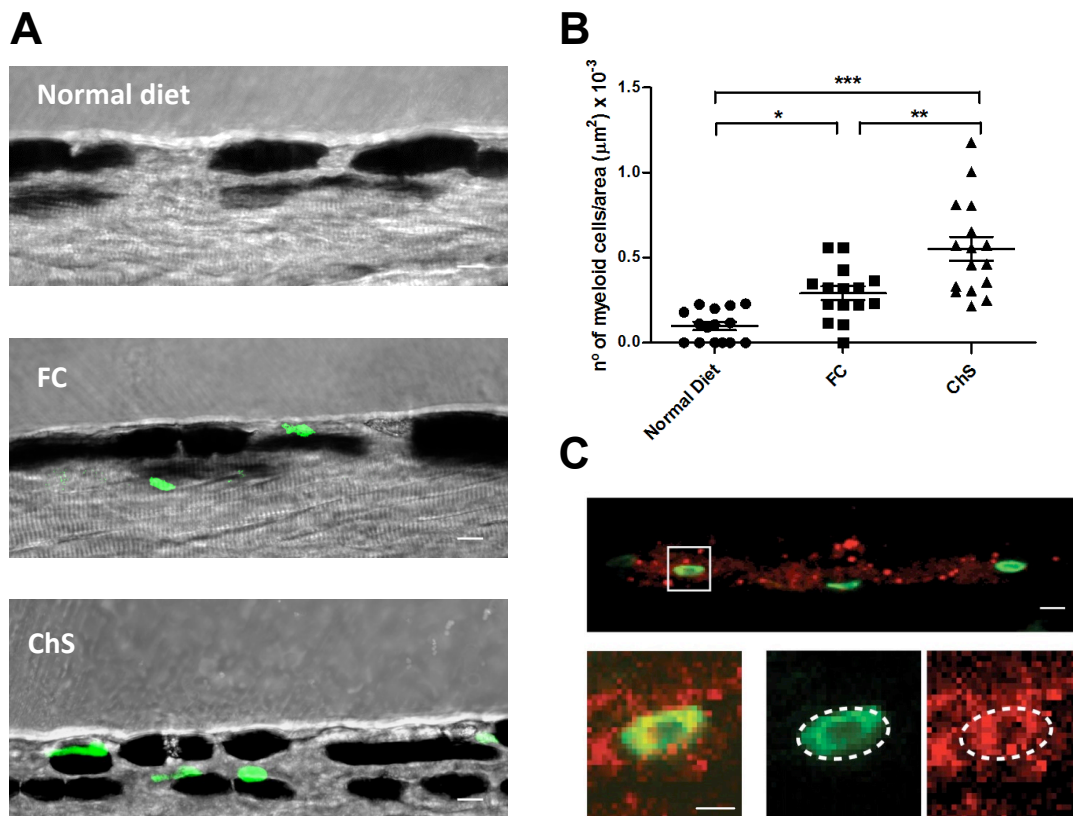 A
Normal diet
FC
ChS
B
nº of myeloid cells/area (µm²) x 10⁻³
1.5
1.0
0.5
0.0
***
*
**
Normal Diet
FC
ChS
C